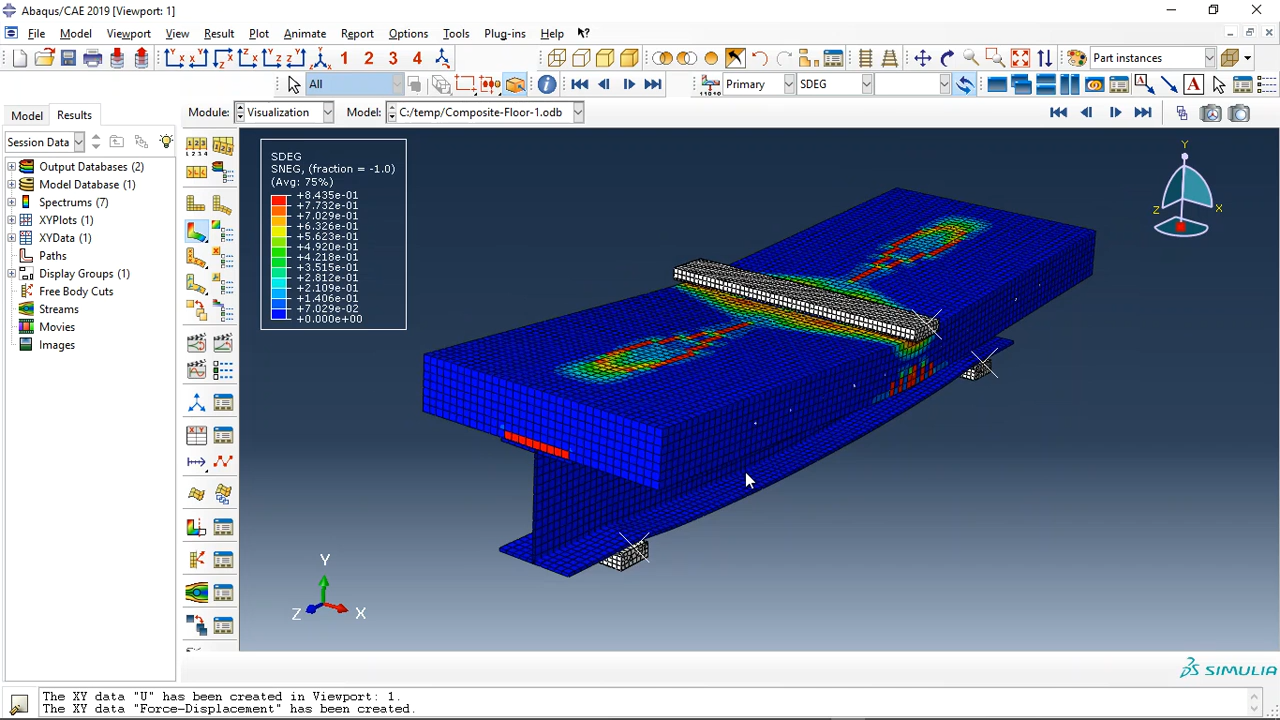 Abaqus/CAE 2019 [Viewport: 1]
File Model Viewport View Result Plot Animate Report Options Tools Plug-ins Help
1 2 3 4 Part instances
All Primary SDEG
Model Results Module: Visualization Model: C:/temp/Composite-Floor-1.odb
Session Data
Output Databases (2)
Model Database (1)
Spectrums (7)
XYPlots (1)
XYData (1)
Paths
Display Groups (1)
Free Body Cuts
Streams
Movies
Images
SDEG
SNEG, (fraction = -1.0)
(Avg: 75%)
+8.435e-01
+7.732e-01
+7.029e-01
+6.326e-01
+5.623e-01
+4.920e-01
+4.218e-01
+3.515e-01
+2.812e-01
+2.109e-01
+1.406e-01
+7.029e-02
+0.000e+00
Y
Z X
Y
Z X
SIMULIA
The XY data "U" has been created in Viewport: 1.
The XY data "Force-Displacement" has been created.